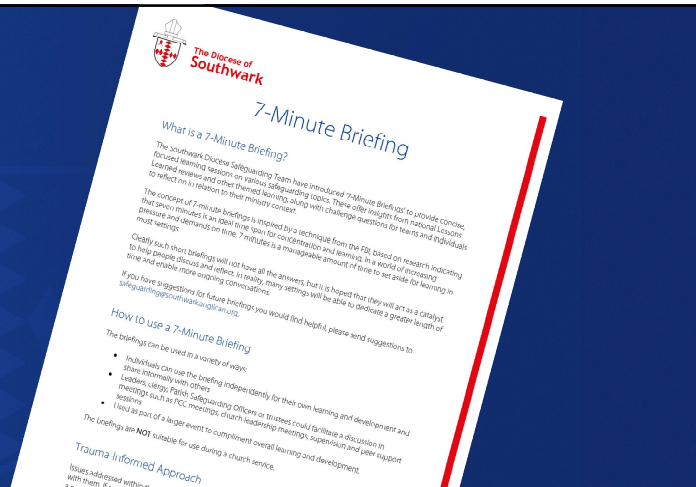 The Diocese of
Southwark
7-Minute Briefing
What is a 7-Minute Briefing?
The Southwark Diocese Safeguarding Team have introduced '7-Minute Briefings' to provide concise,
focused learning sessions on various safeguarding topics. These offer insights from national Lessons
Learned reviews and other themed learning, along with challenge questions for teams and individuals
to reflect on in relation to their ministry context.
The concept of 7-minute briefings is inspired by a technique from the FBI, based on research indicating
that seven minutes is an ideal time span for concentration and learning. In a world of increasing
pressure and demands on time, 7 minutes is a manageable amount of time to set aside for learning in
most settings.
Clearly such short briefings will not have all the answers, but it is hoped that they will act as a catalyst
to help people discuss and reflect. In reality, many settings will be able to dedicate a greater length of
time and enable more ongoing conversations.
If you have suggestions for future briefings you would find helpful, please send suggestions to
safeguarding@southwark.anglican.org.
How to use a 7-Minute Briefing
The briefings can be used in a variety of ways:
• Individuals can use the briefing independently for their own learning and development and
share informally with others
• Leaders, clergy, Parish Safeguarding Officers or trustees could facilitate a discussion in
meetings such as PCC meetings, church leadership meetings, supervision and peer support
sessions
• Used as part of a larger event to compliment overall learning and development.
The briefings are NOT suitable for use during a church service.
Trauma Informed Approach
Issues addressed within
with them. If